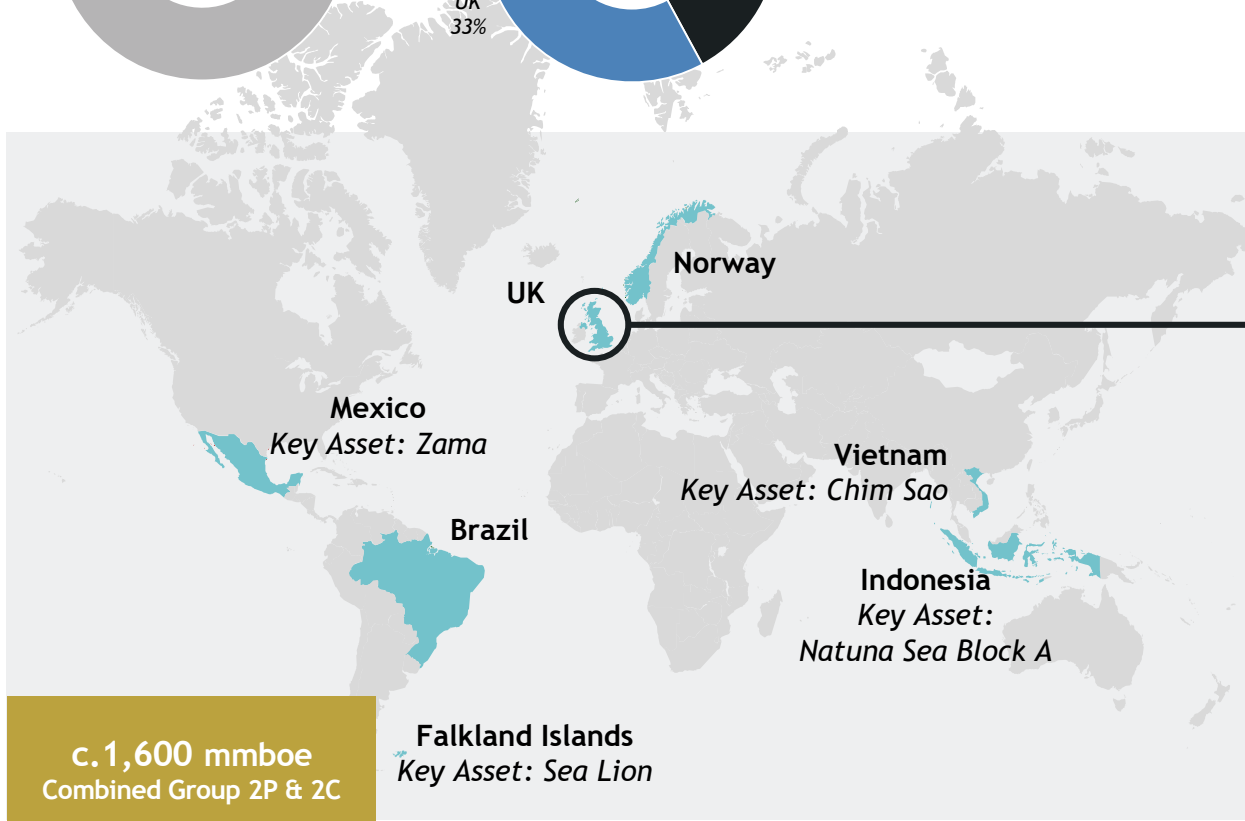 UK
33%
Norway
UK
Mexico
Key Asset: Zama
Vietnam
Key Asset: Chim Sao
Brazil
Indonesia
Key Asset:
Natuna Sea Block A
Falkland Islands
Key Asset: Sea Lion
c.1,600 mmboe
Combined Group 2P & 2C